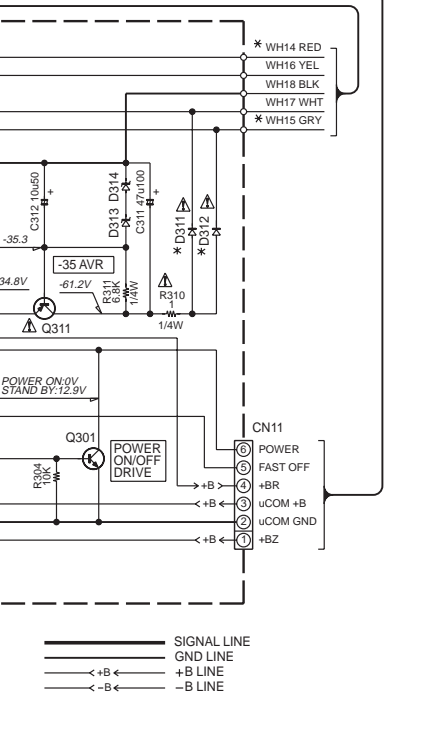 * WH14 RED
WH16 YEL
WH18 BLK
WH17 WHT
* WH15 GRY
C312 10u50
+
D313 D314
C311 47u100
+
* D311
* D312
-35.3
-35 AVR
34.8V
-61.2V
R311
6.8K
1/4W
R310
1
1/4W
Q311
POWER ON:0V
STAND BY:12.9V
CN11
Q301
POWER
ON/OFF
DRIVE
R304
10K
6 POWER
5 FAST OFF
+B 4 +BR
+B 3 uCOM +B
2 uCOM GND
+B 1 +BZ
SIGNAL LINE
GND LINE
+B +B LINE
−B −B LINE